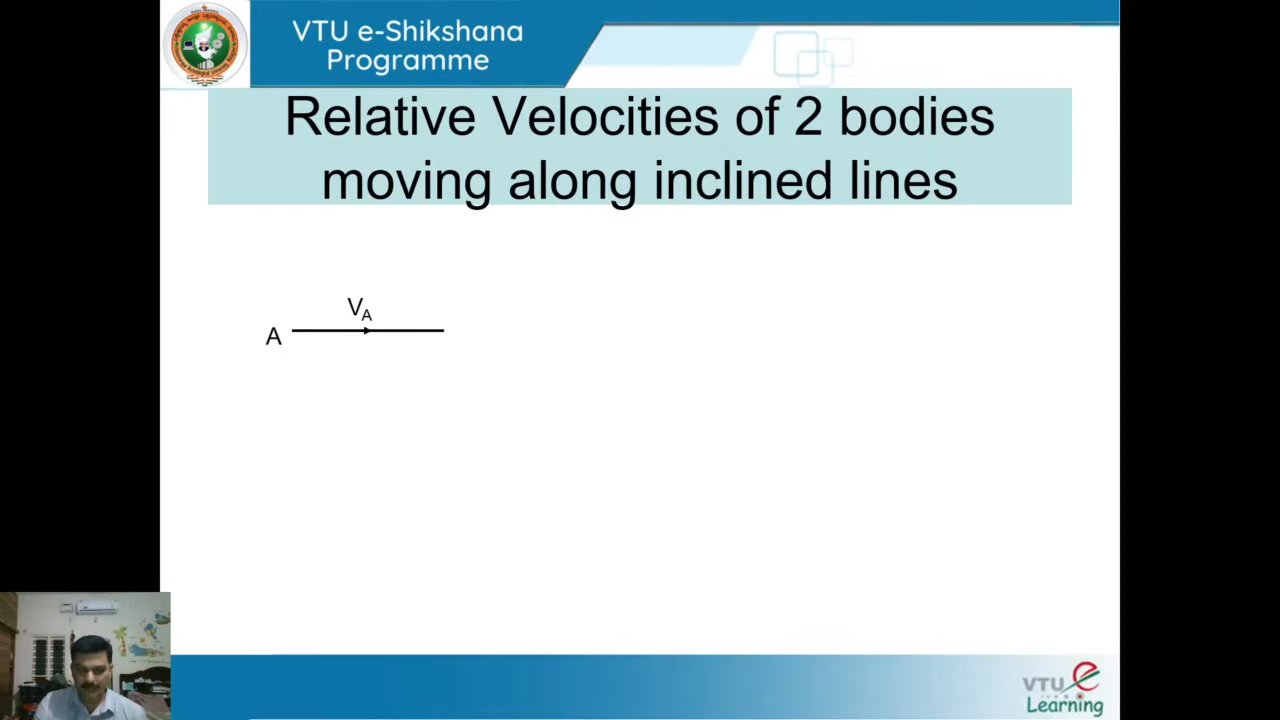 VTU e-Shikshana
Programme
Relative Velocities of 2 bodies
moving along inclined lines
V_A
A
VTU e
Learning